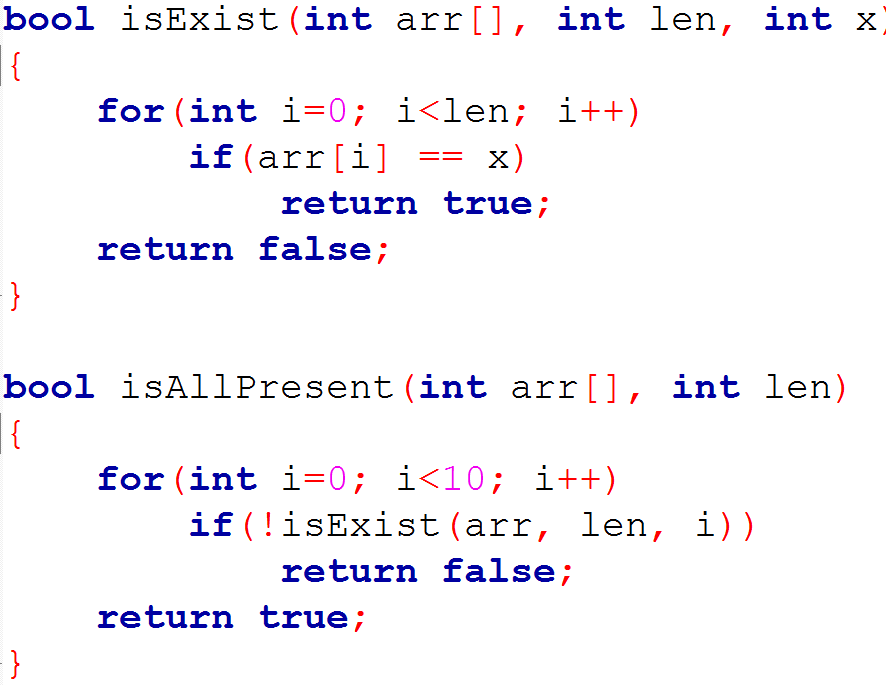 bool isExist(int arr[], int len, int x)
{
    for(int i=0; i<len; i++)
        if(arr[i] == x)
            return true;
    return false;
}

bool isAllPresent(int arr[], int len)
{
    for(int i=0; i<10; i++)
        if(!isExist(arr, len, i))
            return false;
    return true;
}